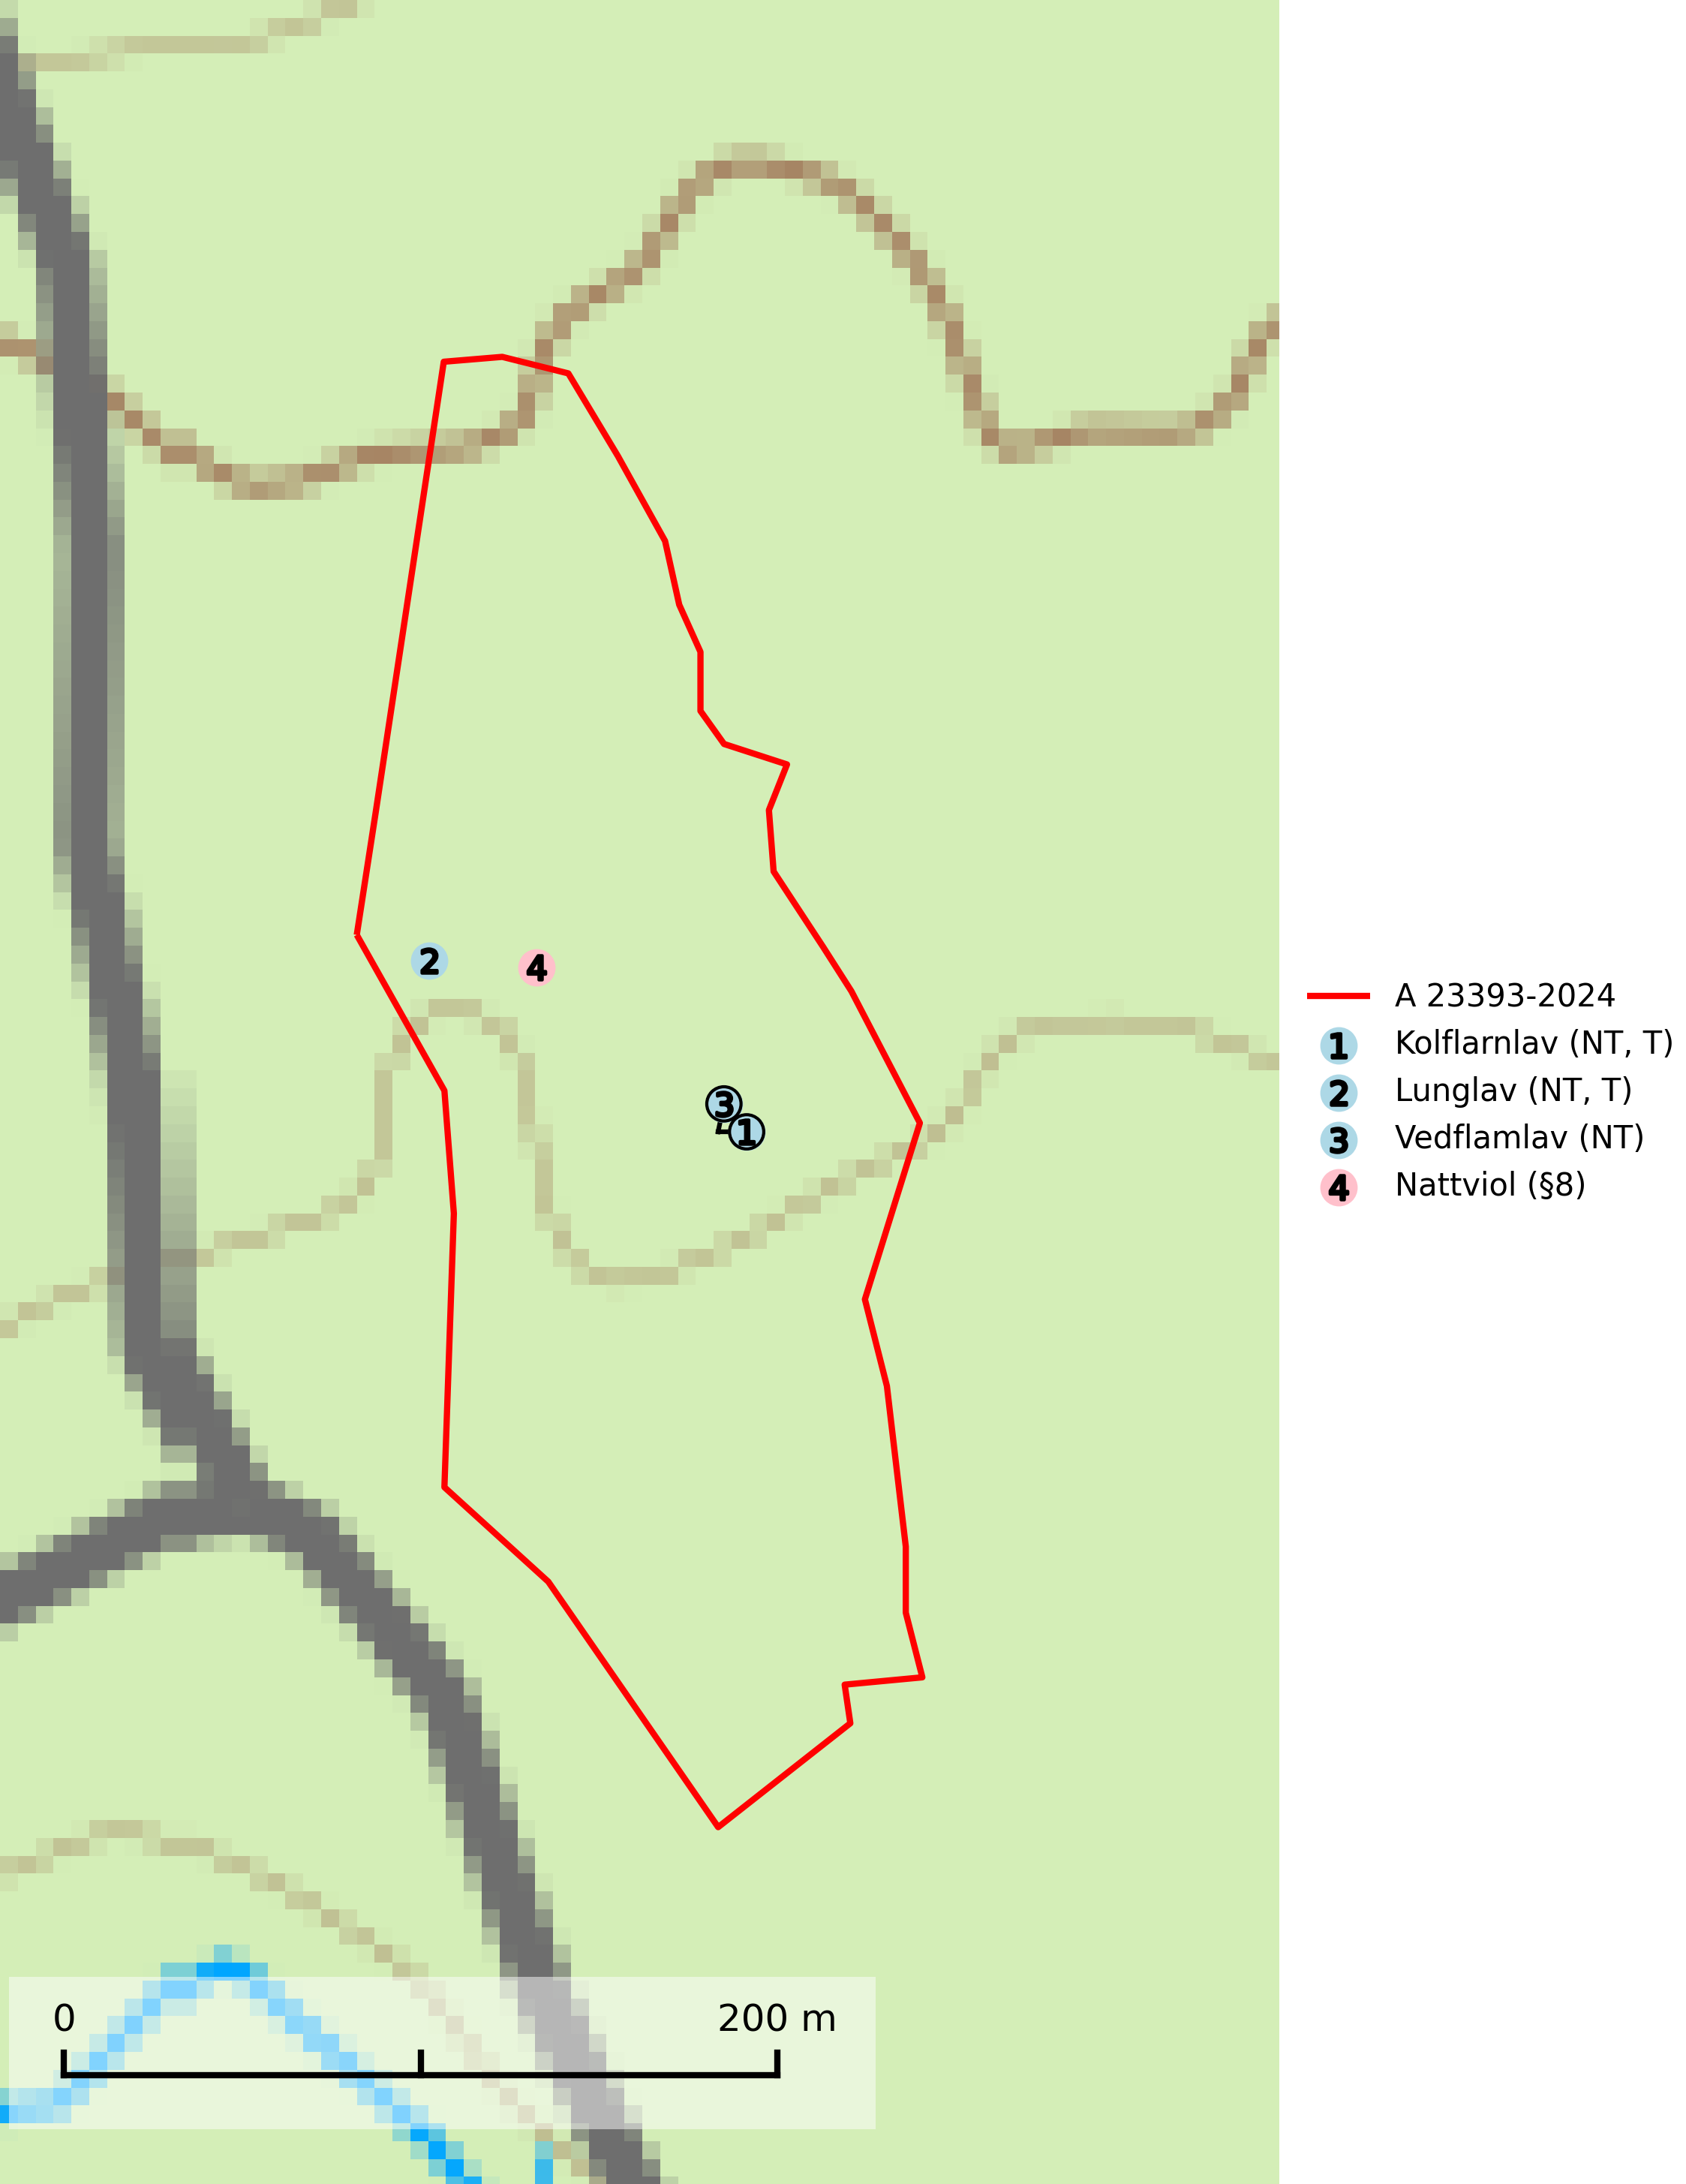 2
4
3
1
A 23393-2024
1 Kolflarnlav (NT, T)
2 Lunglav (NT, T)
3 Vedflamlav (NT)
4 Nattviol (§8)
0 200 m